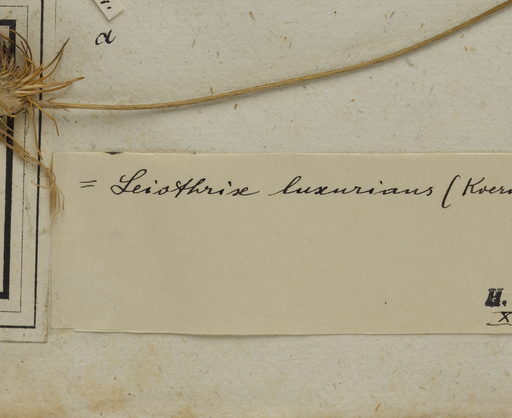 a
= Leiothrix luxurians (Koern
H.
X